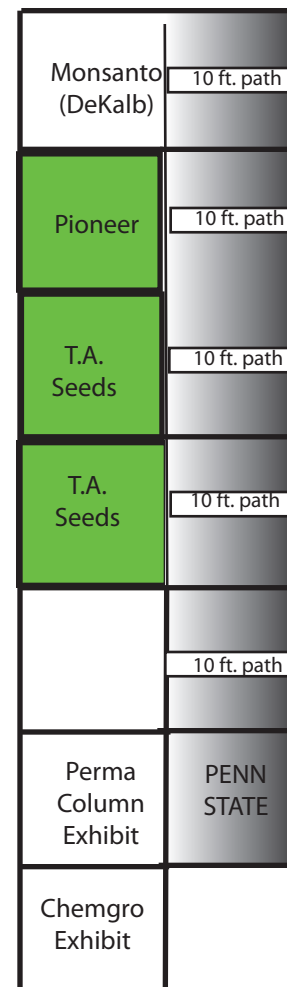 Monsanto
(DeKalb)
10 ft. path
Pioneer
10 ft. path
T.A.
Seeds
10 ft. path
T.A.
Seeds
10 ft. path
10 ft. path
Perma
Column
Exhibit
PENN
STATE
Chemgro
Exhibit